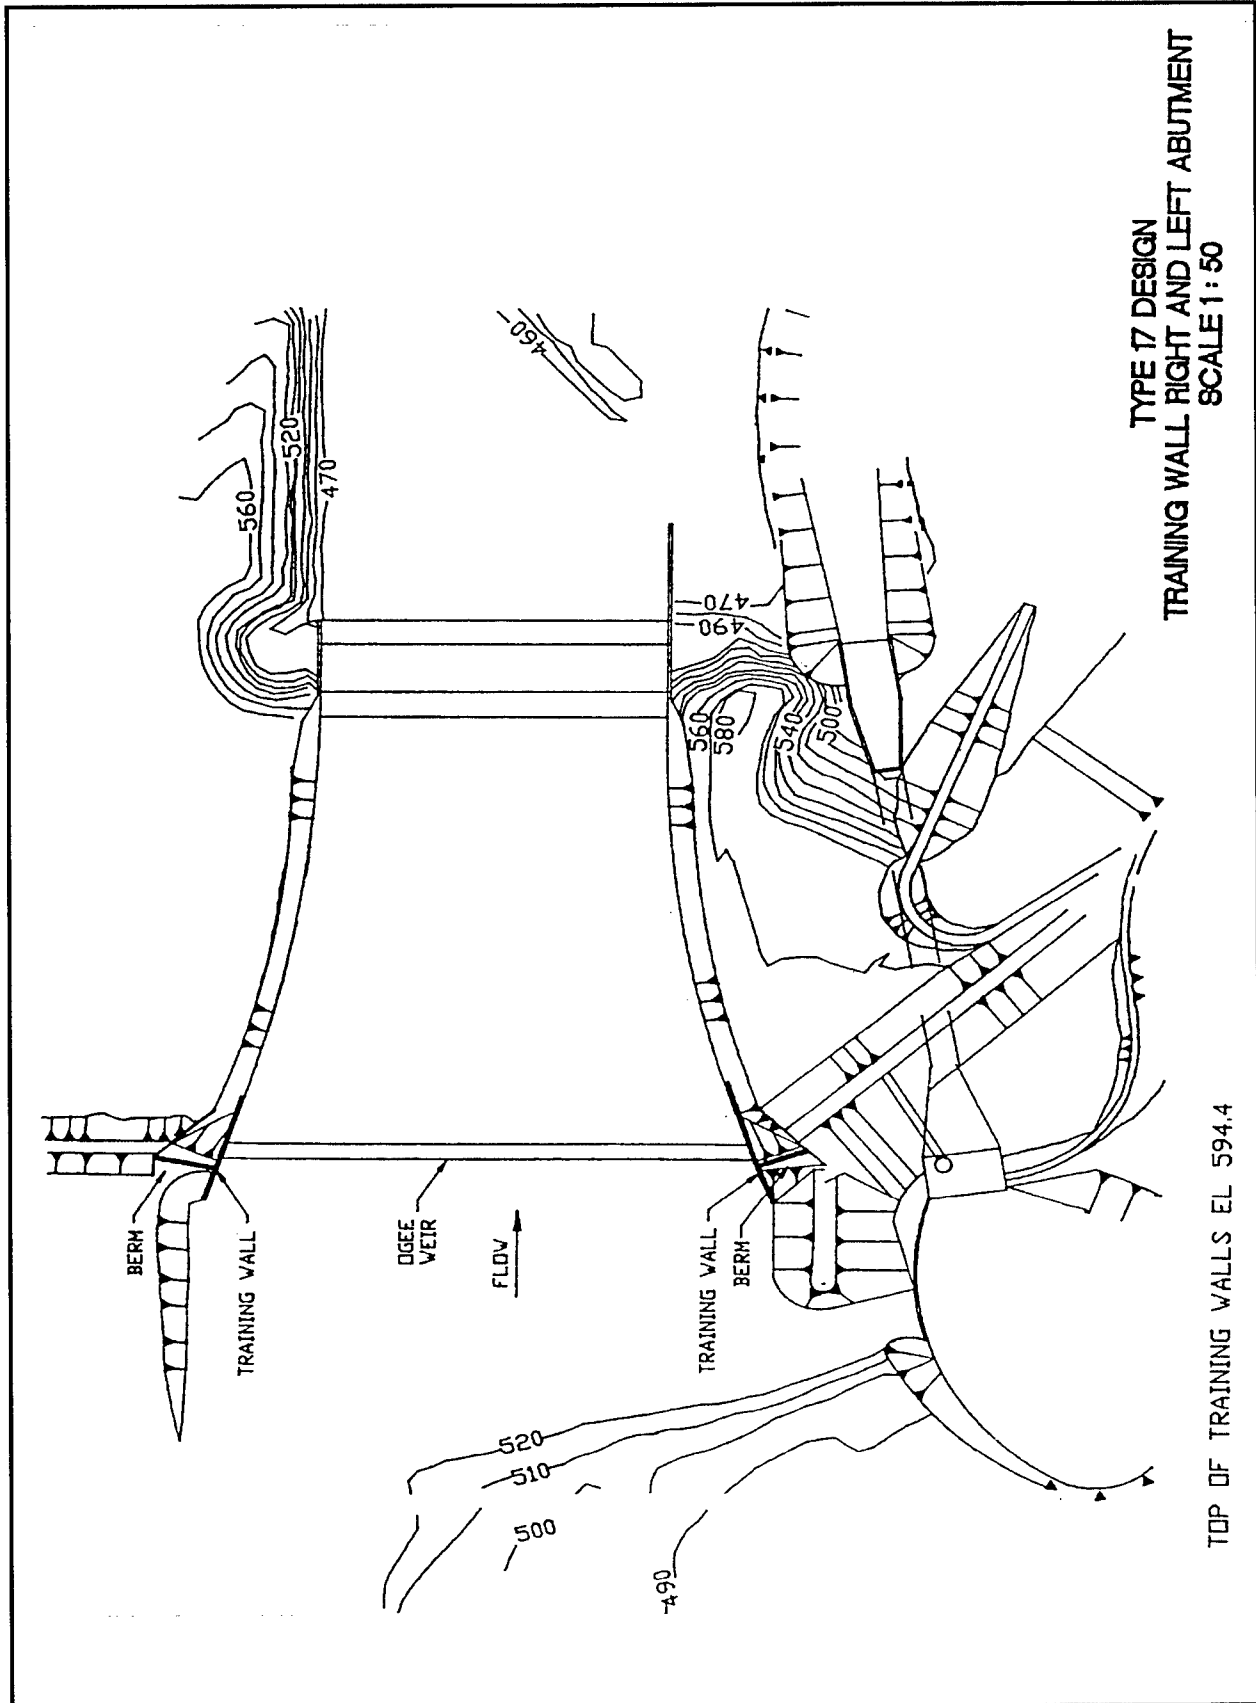 560
520
470
460
470
490
560
580
540
500
BERM
TRAINING WALL
OGEE
WEIR
FLOW
TRAINING WALL
BERM
520
510
500
490
TYPE 17 DESIGN
TRAINING WALL RIGHT AND LEFT ABUTMENT
SCALE 1 : 50
TOP OF TRAINING WALLS EL 594.4